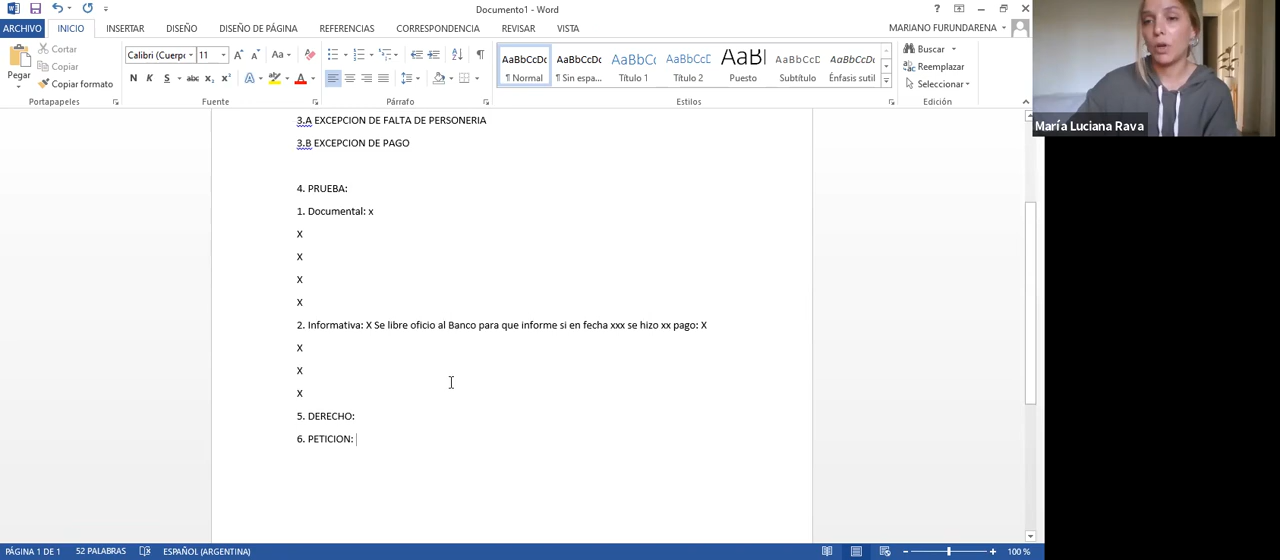 Documento1 - Word
ARCHIVO INICIO INSERTAR DISEÑO DISEÑO DE PÁGINA REFERENCIAS CORRESPONDENCIA REVISAR VISTA MARIANO FURUNDARENA
Pegar
Cortar
Copiar
Copiar formato
Portapapeles
Calibri (Cuerpo 11
N K S abc x₂ x²
Fuente
Párrafo
AaBbCcDc AaBbCcDc AaBbCc AaBbCcD AaBl AaBbCcD AaBbCcDc
¶ Normal ¶ Sin espa... Título 1 Título 2 Puesto Subtítulo Énfasis sutil
Estilos
Buscar
Reemplazar
Seleccionar
Edición
María Luciana Rava
3.A EXCEPCION DE FALTA DE PERSONERIA
3.B EXCEPCION DE PAGO
4. PRUEBA:
1. Documental: x
X
X
X
X
2. Informativa: X Se libre oficio al Banco para que informe si en fecha xxx se hizo xx pago: X
X
X
X
5. DERECHO:
6. PETICION:
PÁGINA 1 DE 1 52 PALABRAS ESPAÑOL (ARGENTINA) 100 %